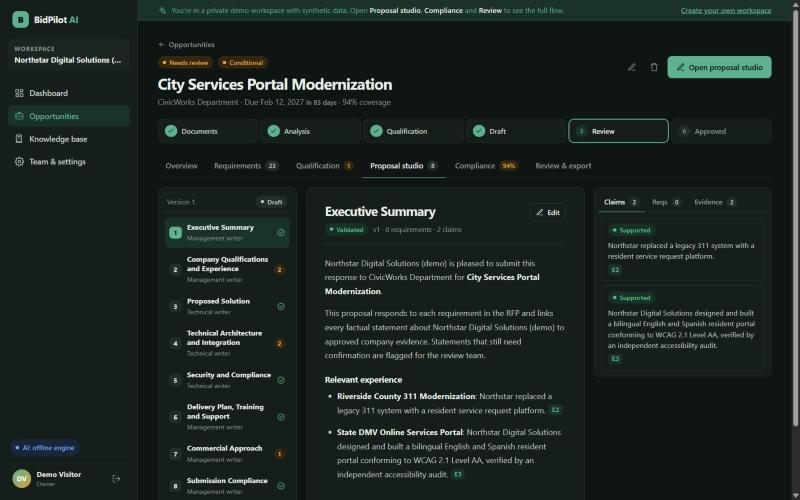 B BidPilot AI
You're in a private demo workspace with synthetic data. Open Proposal studio, Compliance and Review to see the full flow.
Create your own workspace
WORKSPACE
Northstar Digital Solutions (...
Dashboard
Opportunities
Knowledge base
Team & settings
AI: offline engine
DV Demo Visitor
Owner
← Opportunities
Needs review Conditional
City Services Portal Modernization
CivicWorks Department · Due Feb 12, 2027 in 83 days · 94% coverage
Open proposal studio
Documents
Analysis
Qualification
Draft
5 Review
6 Approved
Overview
Requirements 23
Qualification 1
Proposal studio 8
Compliance 94%
Review & export
Version 1 Draft
1 Executive Summary
Management writer
2 Company Qualifications and Experience 2
Management writer
3 Proposed Solution
Technical writer
4 Technical Architecture and Integration 2
Technical writer
5 Security and Compliance
Technical writer
6 Delivery Plan, Training and Support
Management writer
7 Commercial Approach 1
Management writer
8 Submission Compliance
Management writer
Executive Summary
Edit
Validated v1 · 0 requirements · 2 claims
Northstar Digital Solutions (demo) is pleased to submit this
response to CivicWorks Department for City Services Portal
Modernization.
This proposal responds to each requirement in the RFP and links
every factual statement about Northstar Digital Solutions (demo) to
approved company evidence. Statements that still need
confirmation are flagged for the review team.
Relevant experience
Riverside County 311 Modernization: Northstar replaced a
legacy 311 system with a resident service request platform. E2
State DMV Online Services Portal: Northstar Digital Solutions
designed and built a bilingual English and Spanish resident
portal conforming to WCAG 2.1 Level AA, verified by an
independent accessibility audit. E3
Claims 2
Reqs 0
Evidence 2
Supported
Northstar replaced a legacy 311 system with a
resident service request platform.
E2
Supported
Northstar Digital Solutions designed and built
a bilingual English and Spanish resident portal
conforming to WCAG 2.1 Level AA, verified by
an independent accessibility audit.
E3